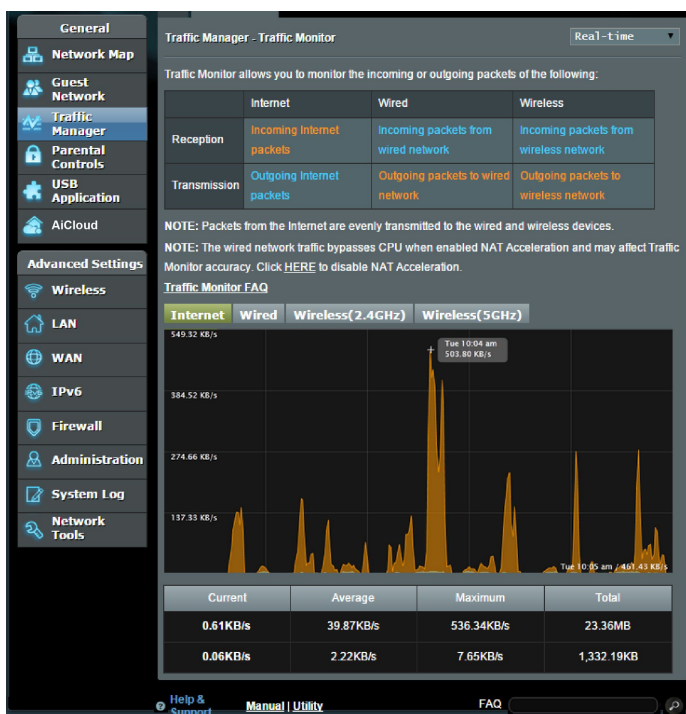 General
Network Map
Guest
Network
Traffic
Manager
Parental
Controls
USB
Application
AiCloud
Advanced Settings
Wireless
LAN
WAN
IPv6
Firewall
Administration
System Log
Network
Tools
Traffic Manager - Traffic Monitor
Real-time
Traffic Monitor allows you to monitor the incoming or outgoing packets of the following:
Internet Wired Wireless
Reception
Incoming Internet
packets
Incoming packets from
wired network
Incoming packets from
wireless network
Transmission
Outgoing Internet
packets
Outgoing packets to wired
network
Outgoing packets to
wireless network
NOTE: Packets from the Internet are evenly transmitted to the wired and wireless devices.
NOTE: The wired network traffic bypasses CPU when enabled NAT Acceleration and may affect Traffic
Monitor accuracy. Click HERE to disable NAT Acceleration.
Traffic Monitor FAQ
Internet Wired Wireless(2.4GHz) Wireless(5GHz)
549.32 KB/s
Tue 10:04 am
503.80 KB/s
384.52 KB/s
274.66 KB/s
137.33 KB/s
Tue 10:05 am / 461.43 KB/s
Current Average Maximum Total
0.61KB/s 39.87KB/s 536.34KB/s 23.36MB
0.06KB/s 2.22KB/s 7.65KB/s 1,332.19KB
Help &
Support
Manual | Utility
FAQ